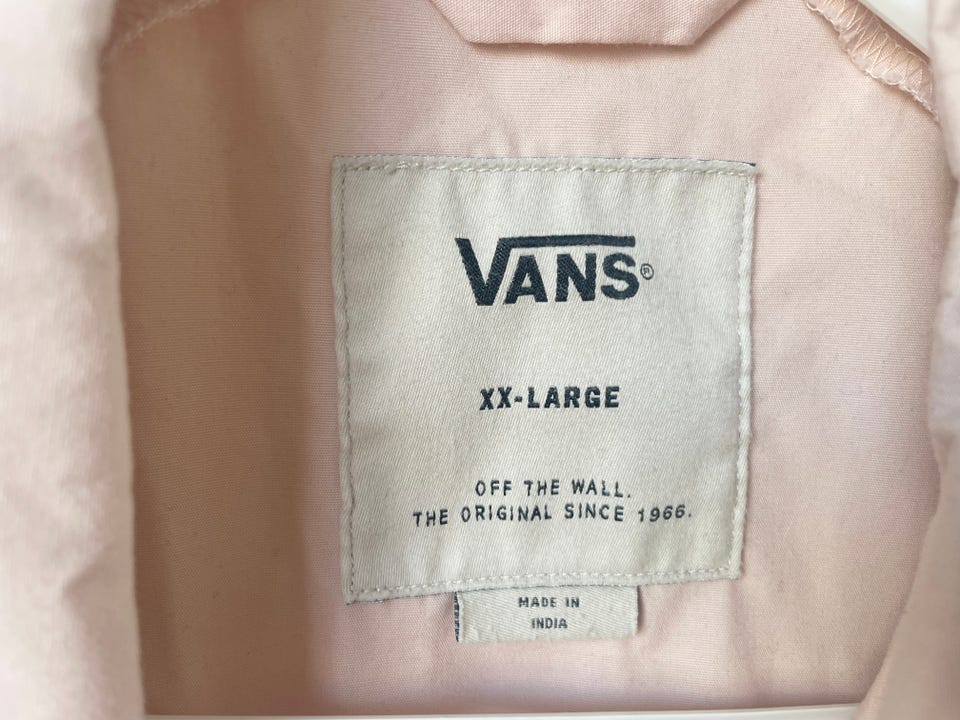 VANS®
XX-LARGE
OFF THE WALL.
THE ORIGINAL SINCE 1966.
MADE IN
INDIA